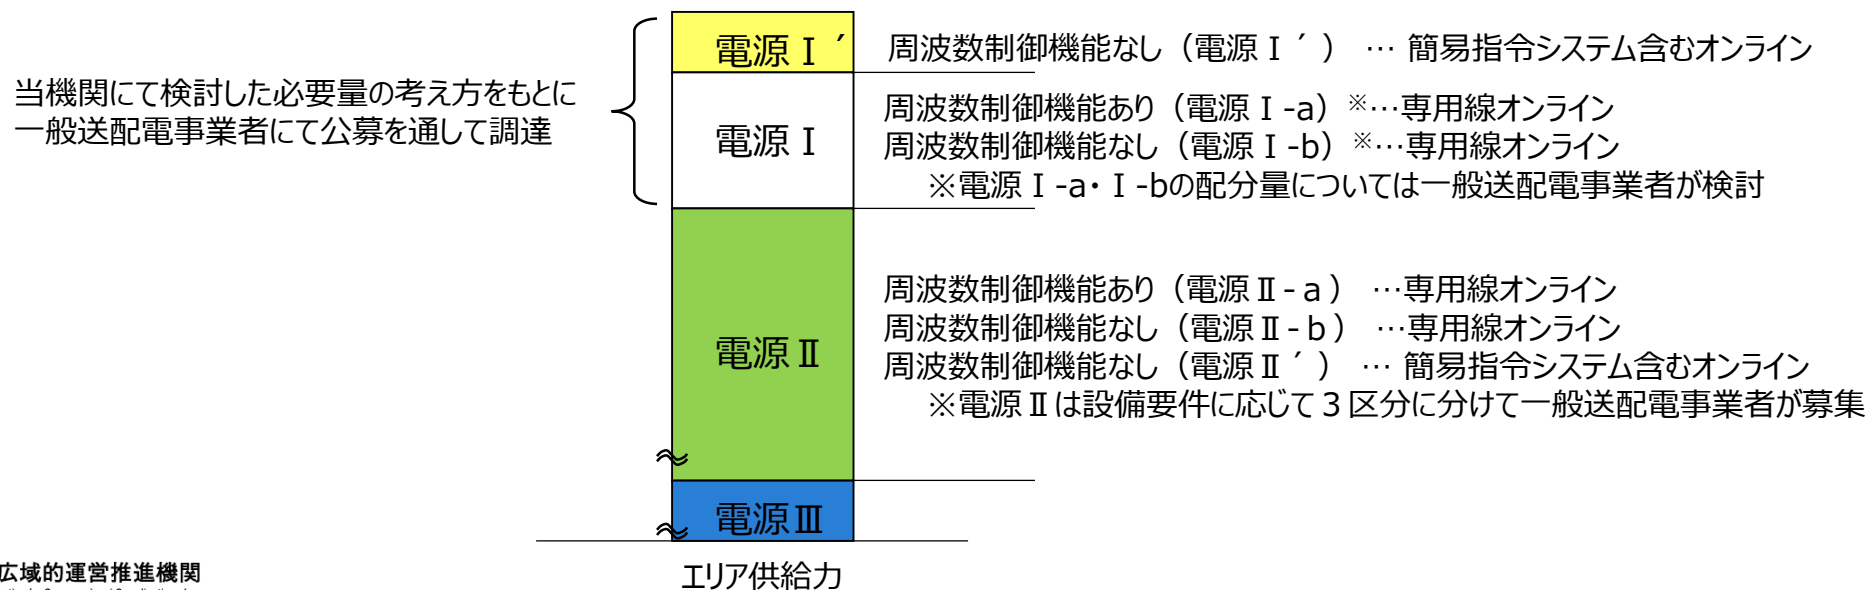 電源Ⅰ´
周波数制御機能なし（電源Ⅰ´） … 簡易指令システム含むオンライン
当機関にて検討した必要量の考え方をもとに
一般送配電事業者にて公募を通して調達
電源Ⅰ
周波数制御機能あり（電源Ⅰ-a）※…専用線オンライン
周波数制御機能なし（電源Ⅰ-b）※…専用線オンライン
※電源Ⅰ-a・Ⅰ-bの配分量については一般送配電事業者が検討
電源Ⅱ
周波数制御機能あり（電源Ⅱ-a） …専用線オンライン
周波数制御機能なし（電源Ⅱ-b） …専用線オンライン
周波数制御機能なし（電源Ⅱ´） … 簡易指令システム含むオンライン
※電源Ⅱは設備要件に応じて３区分に分けて一般送配電事業者が募集
電源Ⅲ
エリア供給力
広域的運営推進機関